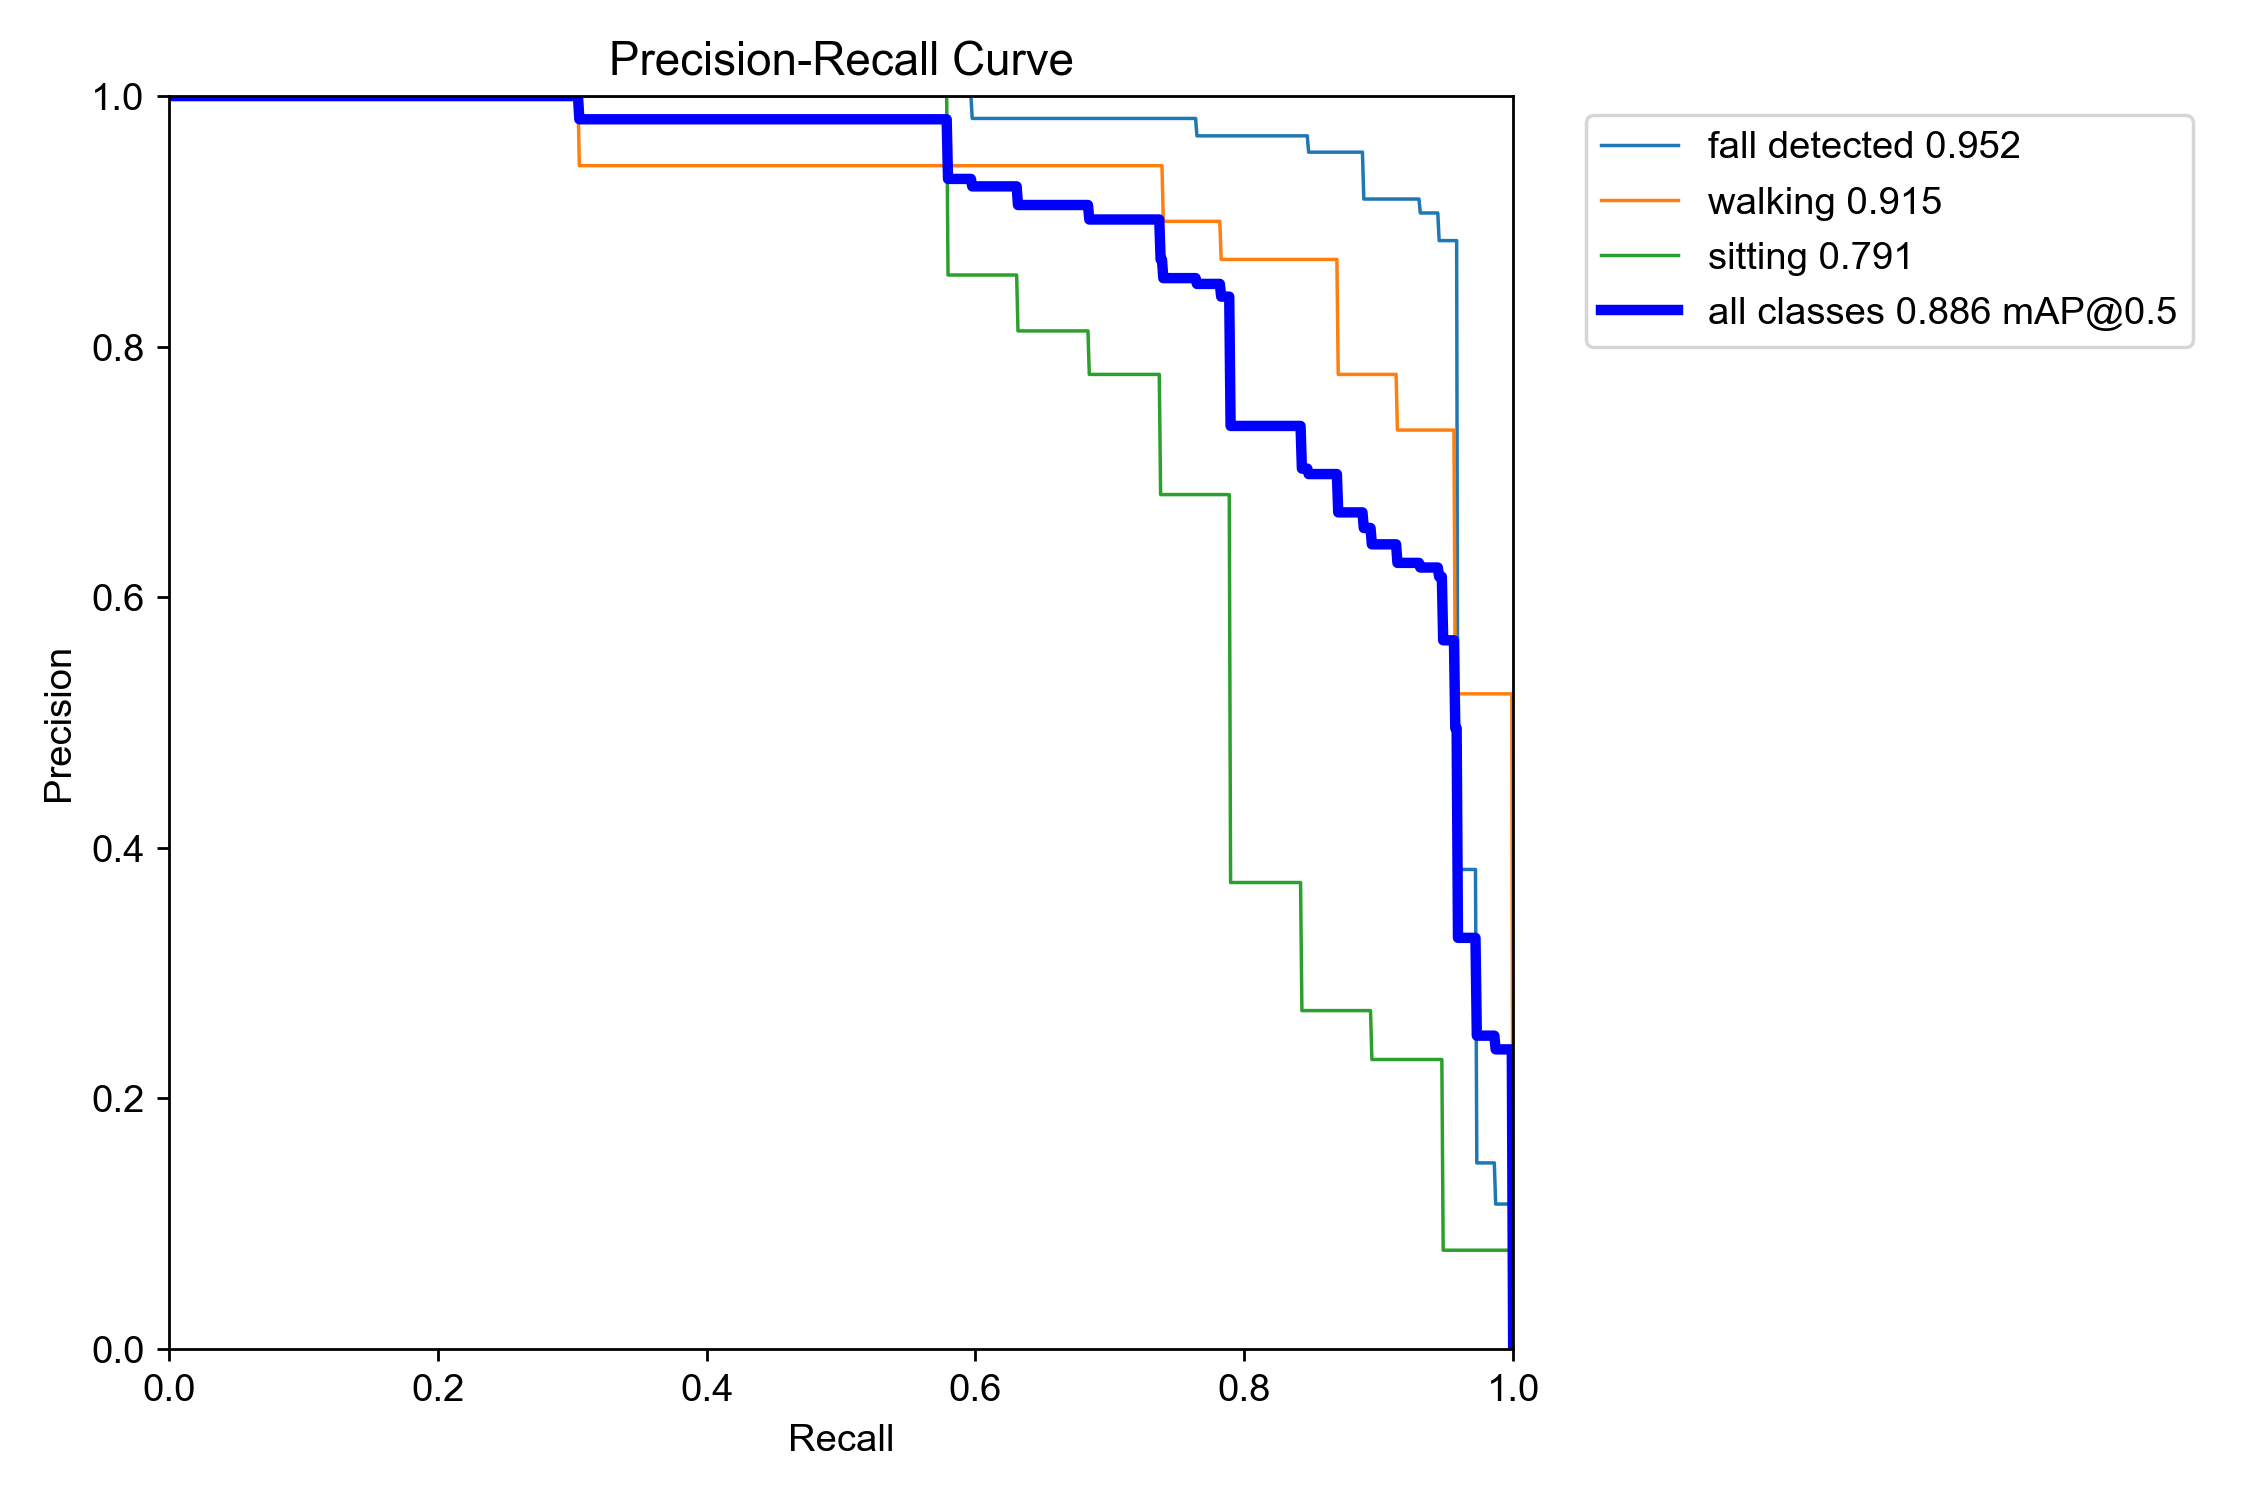 Precision-Recall Curve
1.0
0.8
0.6
0.4
0.2
0.0
Precision
0.0 0.2 0.4 0.6 0.8 1.0
Recall
fall detected 0.952
walking 0.915
sitting 0.791
all classes 0.886 mAP@0.5